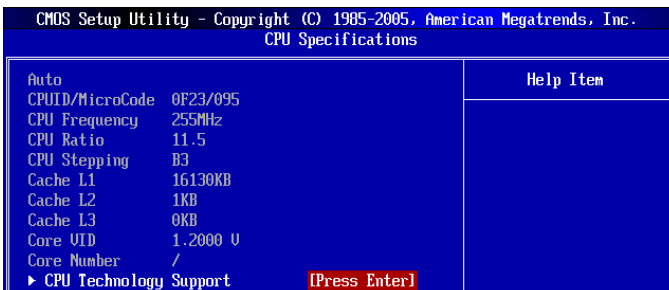 CMOS Setup Utility - Copyright (C) 1985-2005, American Megatrends, Inc.
CPU Specifications
Auto
Help Item
CPUID/MicroCode 0F23/095
CPU Frequency 255MHz
CPU Ratio 11.5
CPU Stepping B3
Cache L1 16130KB
Cache L2 1KB
Cache L3 0KB
Core VID 1.2000 V
Core Number /
▶ CPU Technology Support [Press Enter]